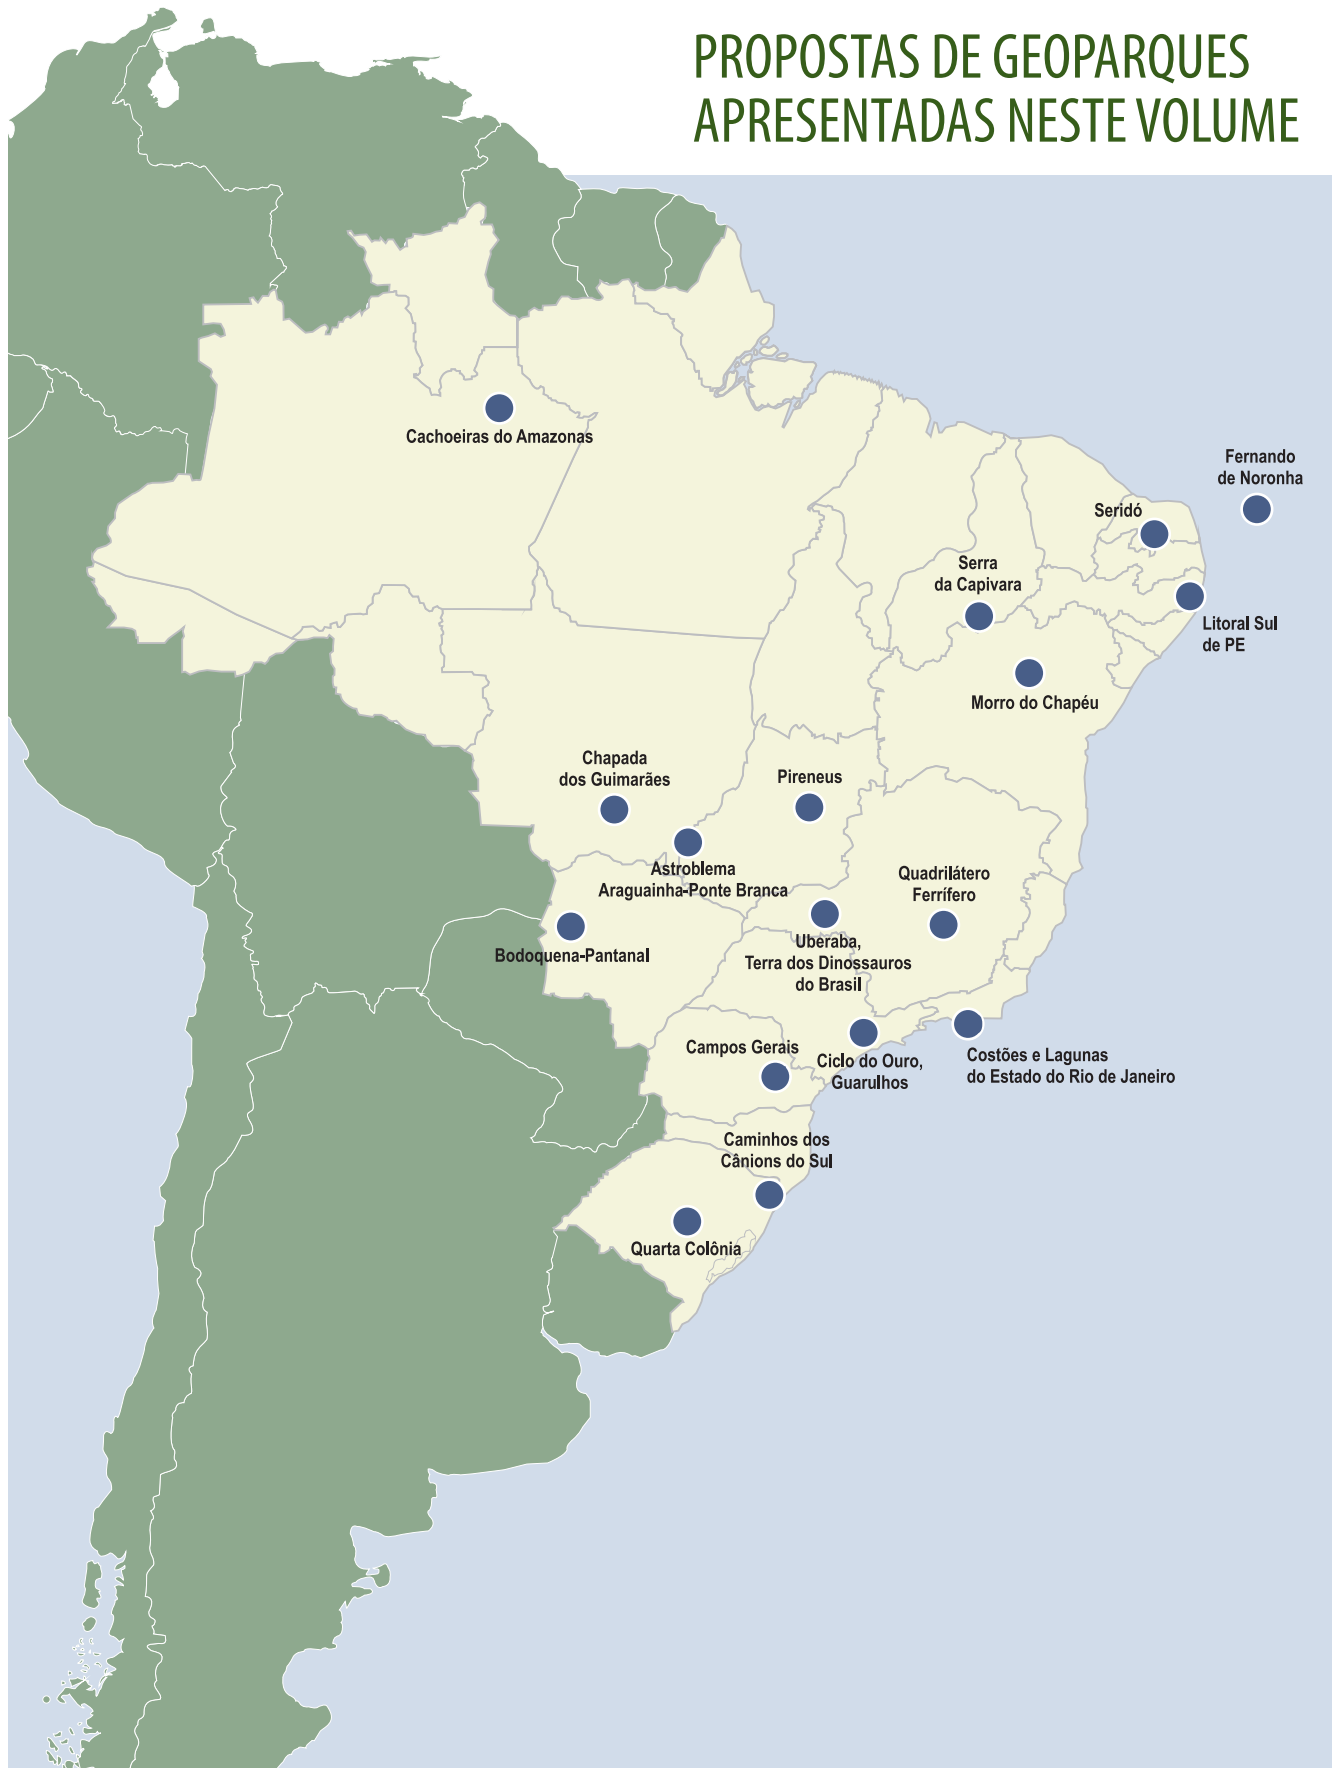 PROPOSTAS DE GEOPARQUES
APRESENTADAS NESTE VOLUME
Cachoeiras do Amazonas
Fernando
de Noronha
Seridó
Serra
da Capivara
Litoral Sul
de PE
Morro do Chapéu
Chapada
dos Guimarães
Pireneus
Astroblema
Araguainha-Ponte Branca
Quadrilátero
Ferrífero
Bodoquena-Pantanal
Uberaba,
Terra dos Dinossauros
do Brasil
Campos Gerais
Ciclo do Ouro,
Guarulhos
Costões e Lagunas
do Estado do Rio de Janeiro
Caminhos dos
Cânions do Sul
Quarta Colônia